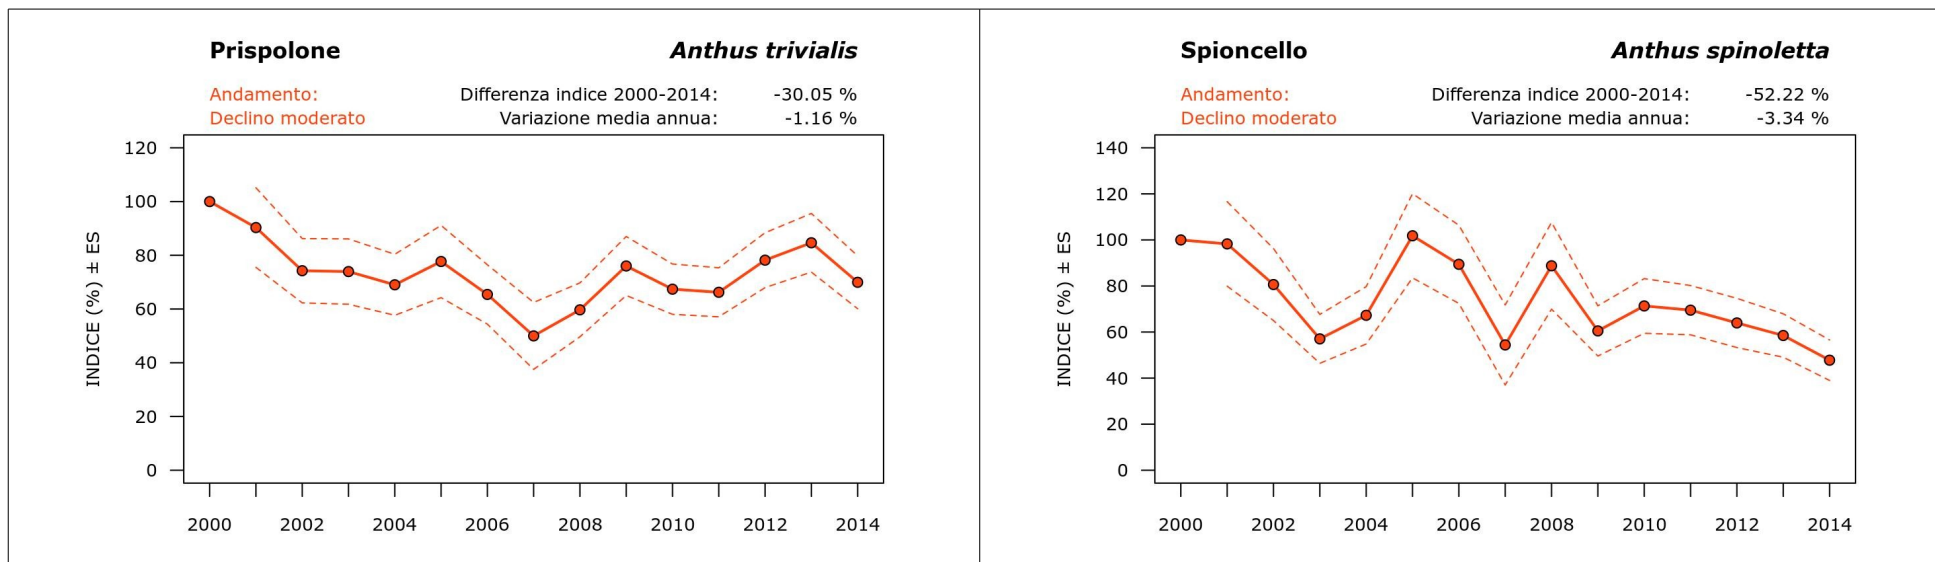 Prispolone Anthus trivialis
Andamento: Differenza indice 2000-2014: -30.05 %
Declino moderato Variazione media annua: -1.16 %
120
100
80
60
40
20
0
INDICE (%) ± ES
2000 2002 2004 2006 2008 2010 2012 2014
Spioncello Anthus spinoletta
Andamento: Differenza indice 2000-2014: -52.22 %
Declino moderato Variazione media annua: -3.34 %
140
120
100
80
60
40
20
0
INDICE (%) ± ES
2000 2002 2004 2006 2008 2010 2012 2014